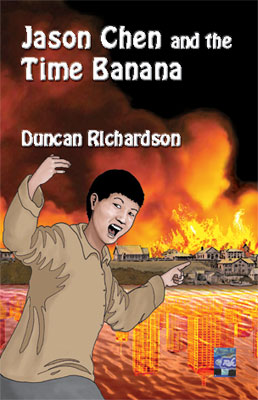 Jason Chen and the
Time Banana
Duncan Richardson